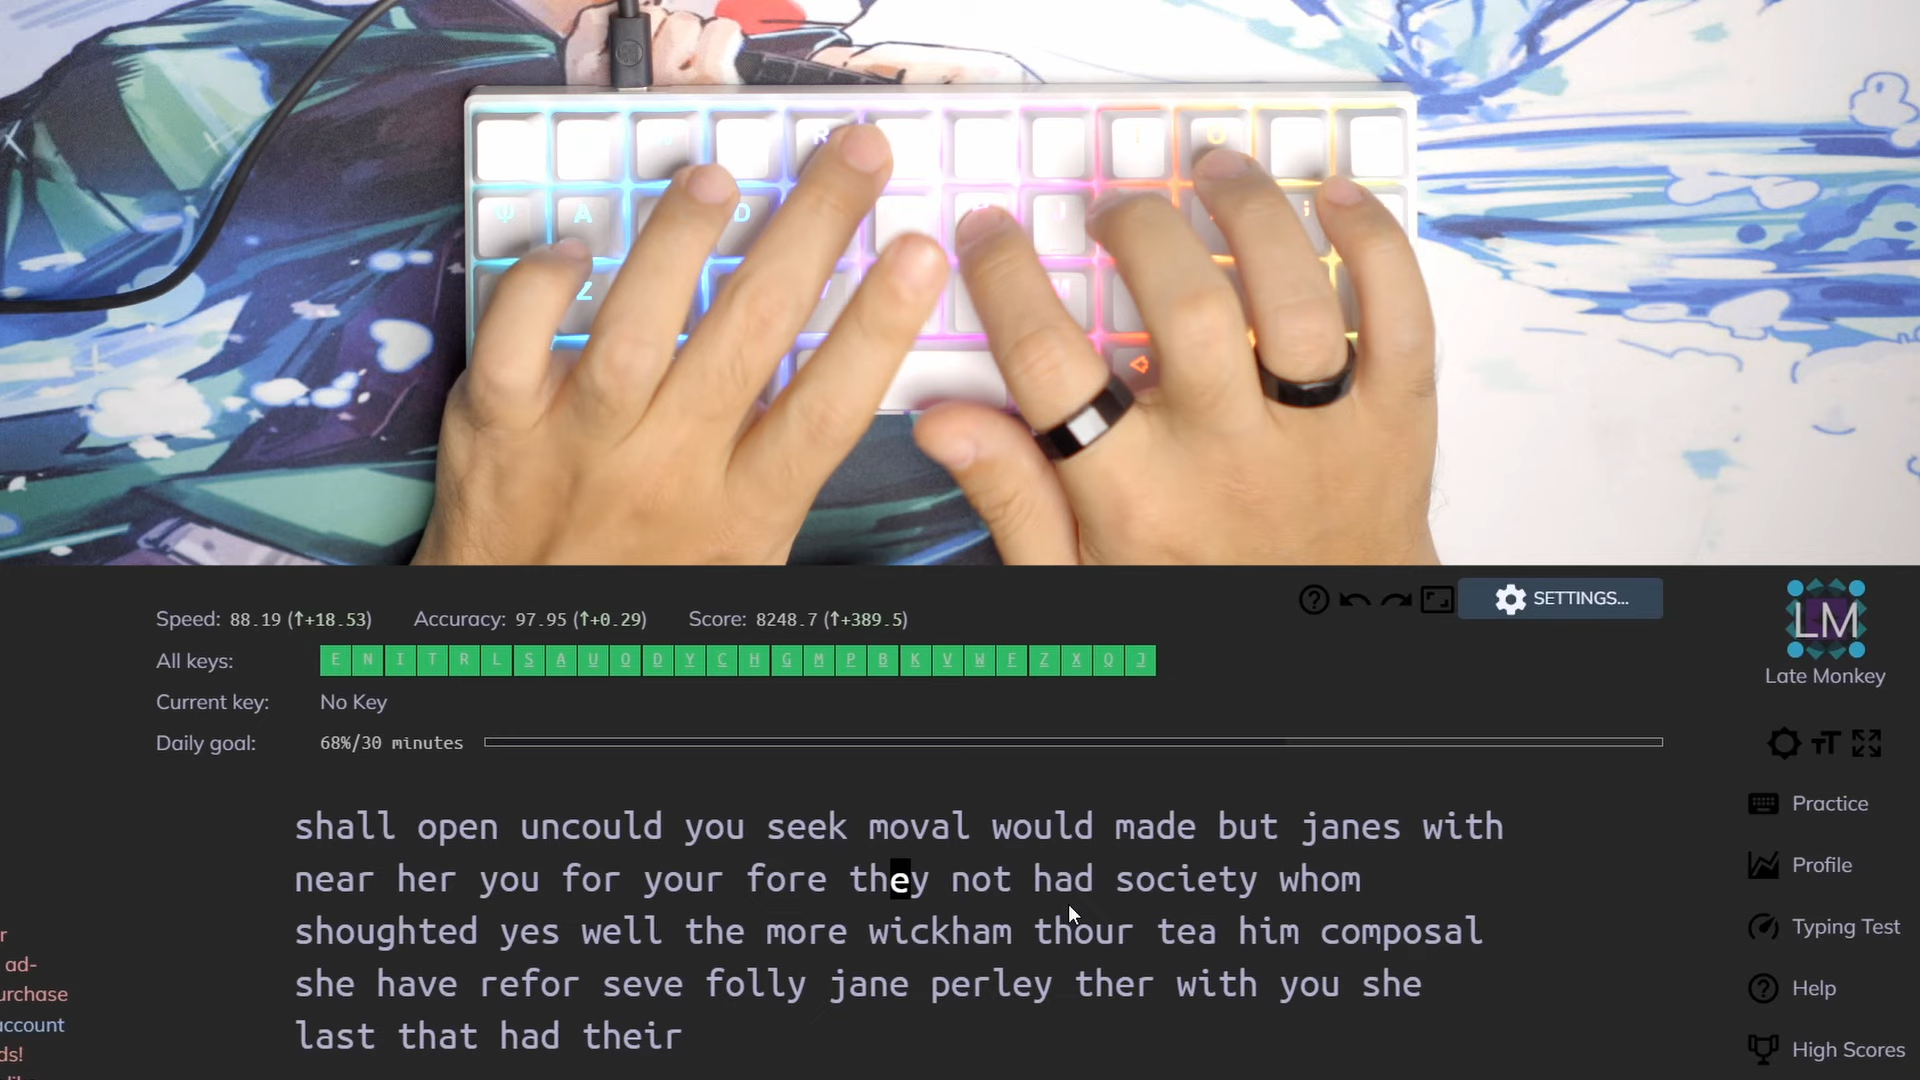 R
I
O
Ψ
A
D
J
;
Z
M
Speed: 88.19 (↑+18.53) Accuracy: 97.95 (↑+0.29) Score: 8248.7 (↑+389.5)
SETTINGS...
LM
Late Monkey
All keys: E N I T R L S A U O D Y C H G M P B K V W F Z X Q J
Current key: No Key
Daily goal: 68%/30 minutes
shall open uncould you seek moval would made but janes with
near her you for your fore they not had society whom
shoughted yes well the more wickham thour tea him composal
she have refor seve folly jane perley ther with you she
last that had their
Practice
Profile
Typing Test
Help
High Scores
r
ad-
urchase
account
ds!